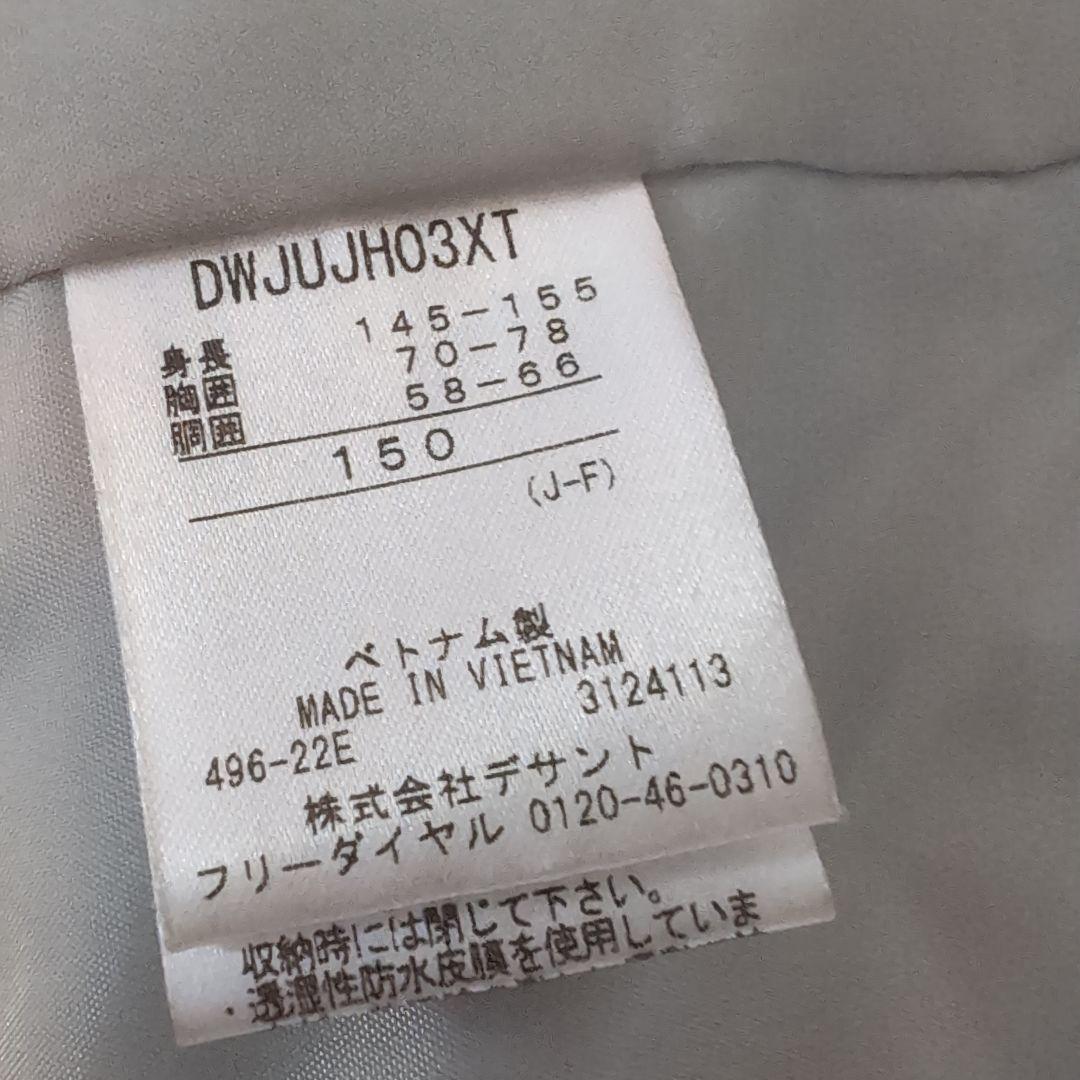 DWJUJH03XT
身長 145-155
胸囲 70-78
胴囲 58-66
150
(J-F)
ベトナム製
MADE IN VIETNAM
496-22E 3124113
株式会社デサント
フリーダイヤル 0120-46-0310
収納時には閉じて下さい。
・透湿性防水皮膜を使用していま